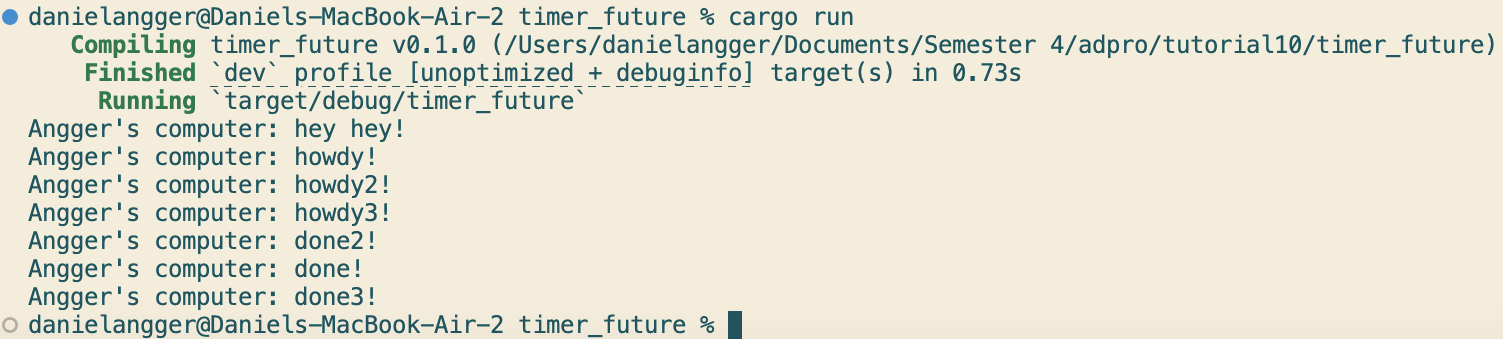 danielangger@Daniels-MacBook-Air-2 timer_future % cargo run
Compiling timer_future v0.1.0 (/Users/danielangger/Documents/Semester 4/adpro/tutorial10/timer_future)
Finished `dev` profile [unoptimized + debuginfo] target(s) in 0.73s
Running `target/debug/timer_future`
Angger's computer: hey hey!
Angger's computer: howdy!
Angger's computer: howdy2!
Angger's computer: howdy3!
Angger's computer: done2!
Angger's computer: done!
Angger's computer: done3!
danielangger@Daniels-MacBook-Air-2 timer_future %